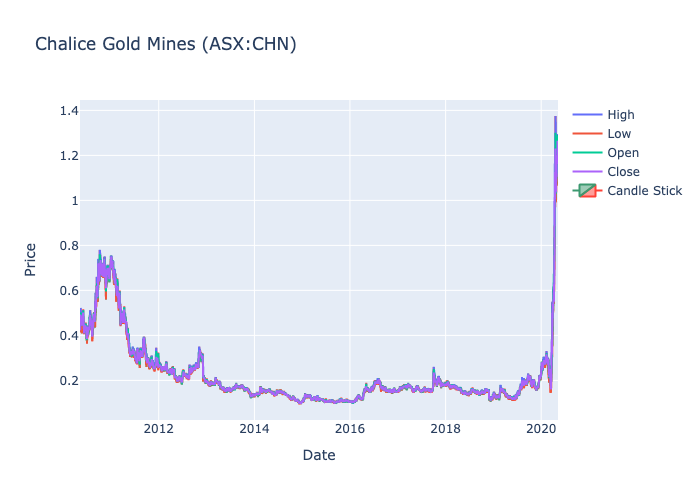 Chalice Gold Mines (ASX:CHN)
1.4
1.2
1
0.8
0.6
0.4
0.2
Price
2012
2014
2016
2018
2020
Date
High
Low
Open
Close
Candle Stick